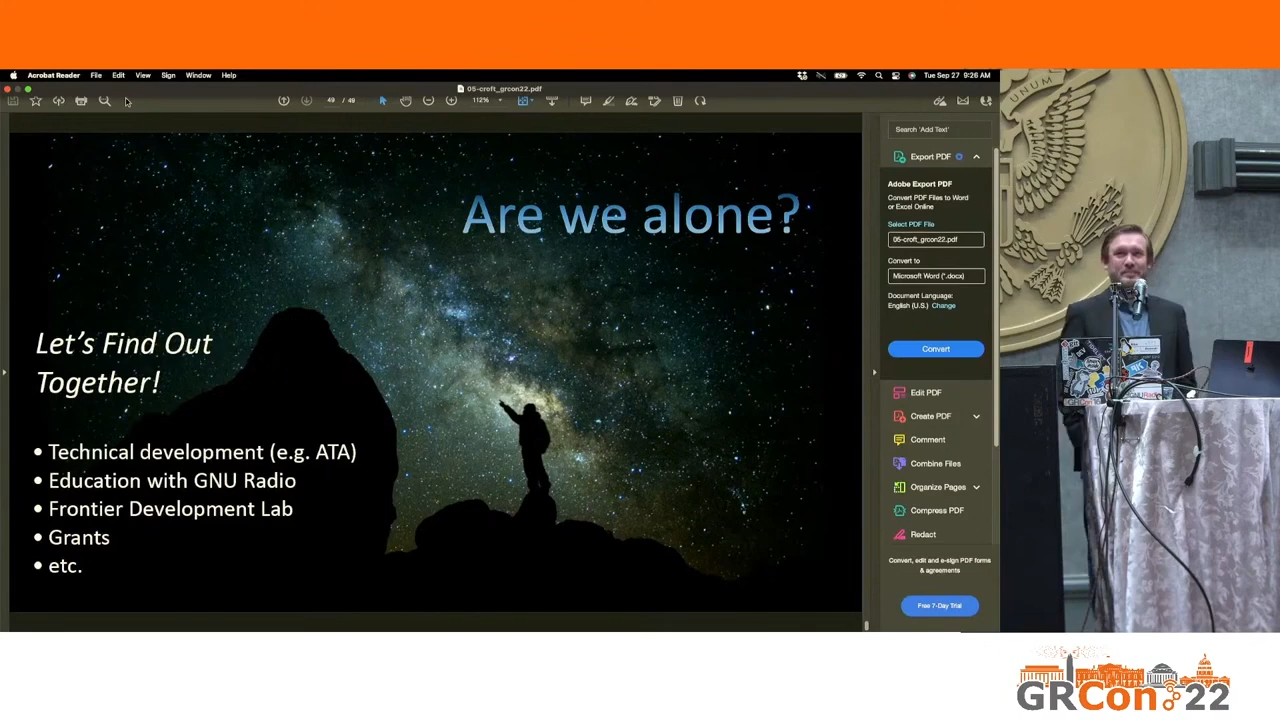 Acrobat Reader File Edit View Sign Window Help
Tue Sep 27 9:26 AM
05-croft_grcon22.pdf
49 / 49
112%
Search 'Add Text'
Export PDF
Adobe Export PDF
Convert PDF Files to Word
or Excel Online
Select PDF File
05-croft_grcon22.pdf
Convert to
Microsoft Word (*.docx)
Document Language:
English (U.S.) Change
Convert
Edit PDF
Create PDF
Comment
Combine Files
Organize Pages
Compress PDF
Redact
Convert, edit and e-sign PDF forms
& agreements
Free 7-Day Trial
Are we alone?
Let's Find Out
Together!
• Technical development (e.g. ATA)
• Education with GNU Radio
• Frontier Development Lab
• Grants
• etc.
UNUM
GRCon 22